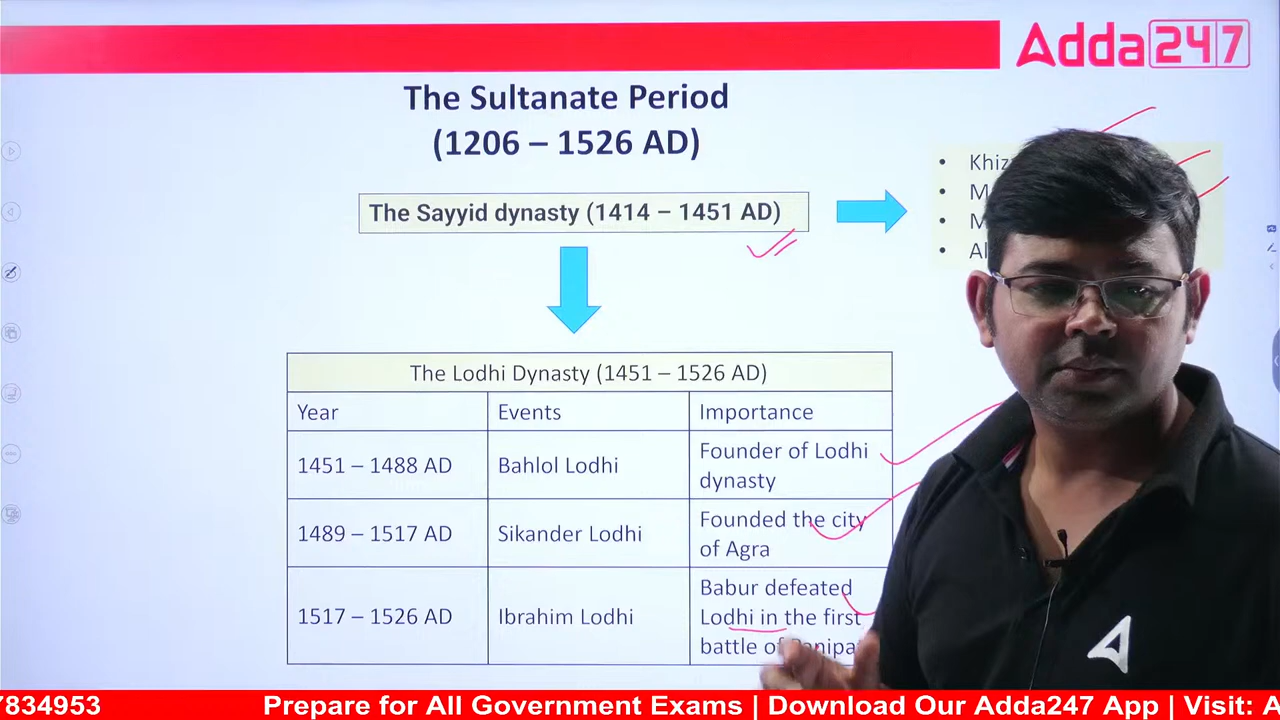 Adda247
The Sultanate Period
(1206 – 1526 AD)
The Sayyid dynasty (1414 – 1451 AD)
The Lodhi Dynasty (1451 – 1526 AD)
Year Events Importance
1451 – 1488 AD Bahlol Lodhi Founder of Lodhi
dynasty
1489 – 1517 AD Sikander Lodhi Founded the city
of Agra
1517 – 1526 AD Ibrahim Lodhi Babur defeated
Lodhi in the first
battle of
7834953 Prepare for All Government Exams | Download Our Adda247 App | Visit: A